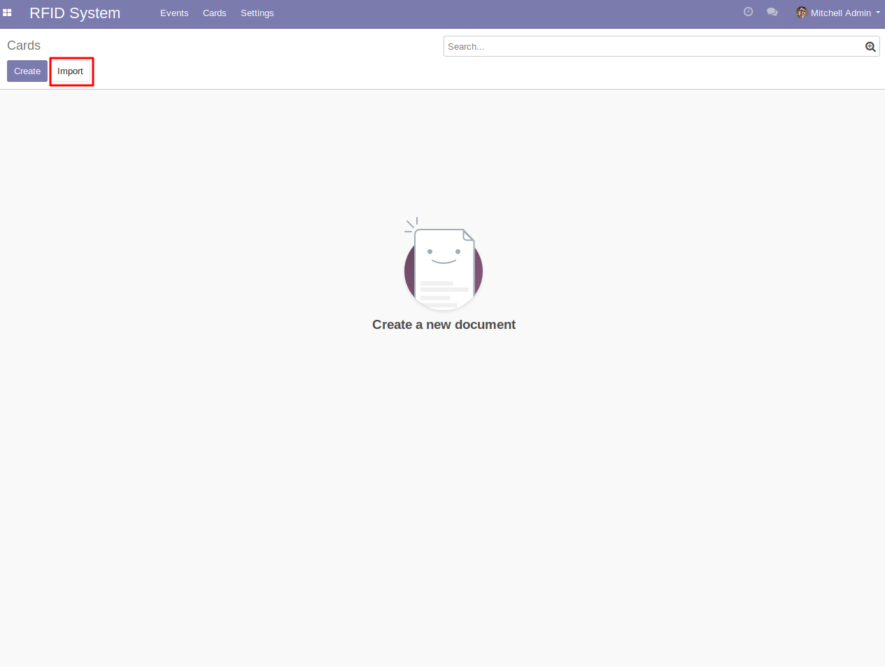 RFID System Events Cards Settings Mitchell Admin
Cards
Search...
Create Import
Create a new document